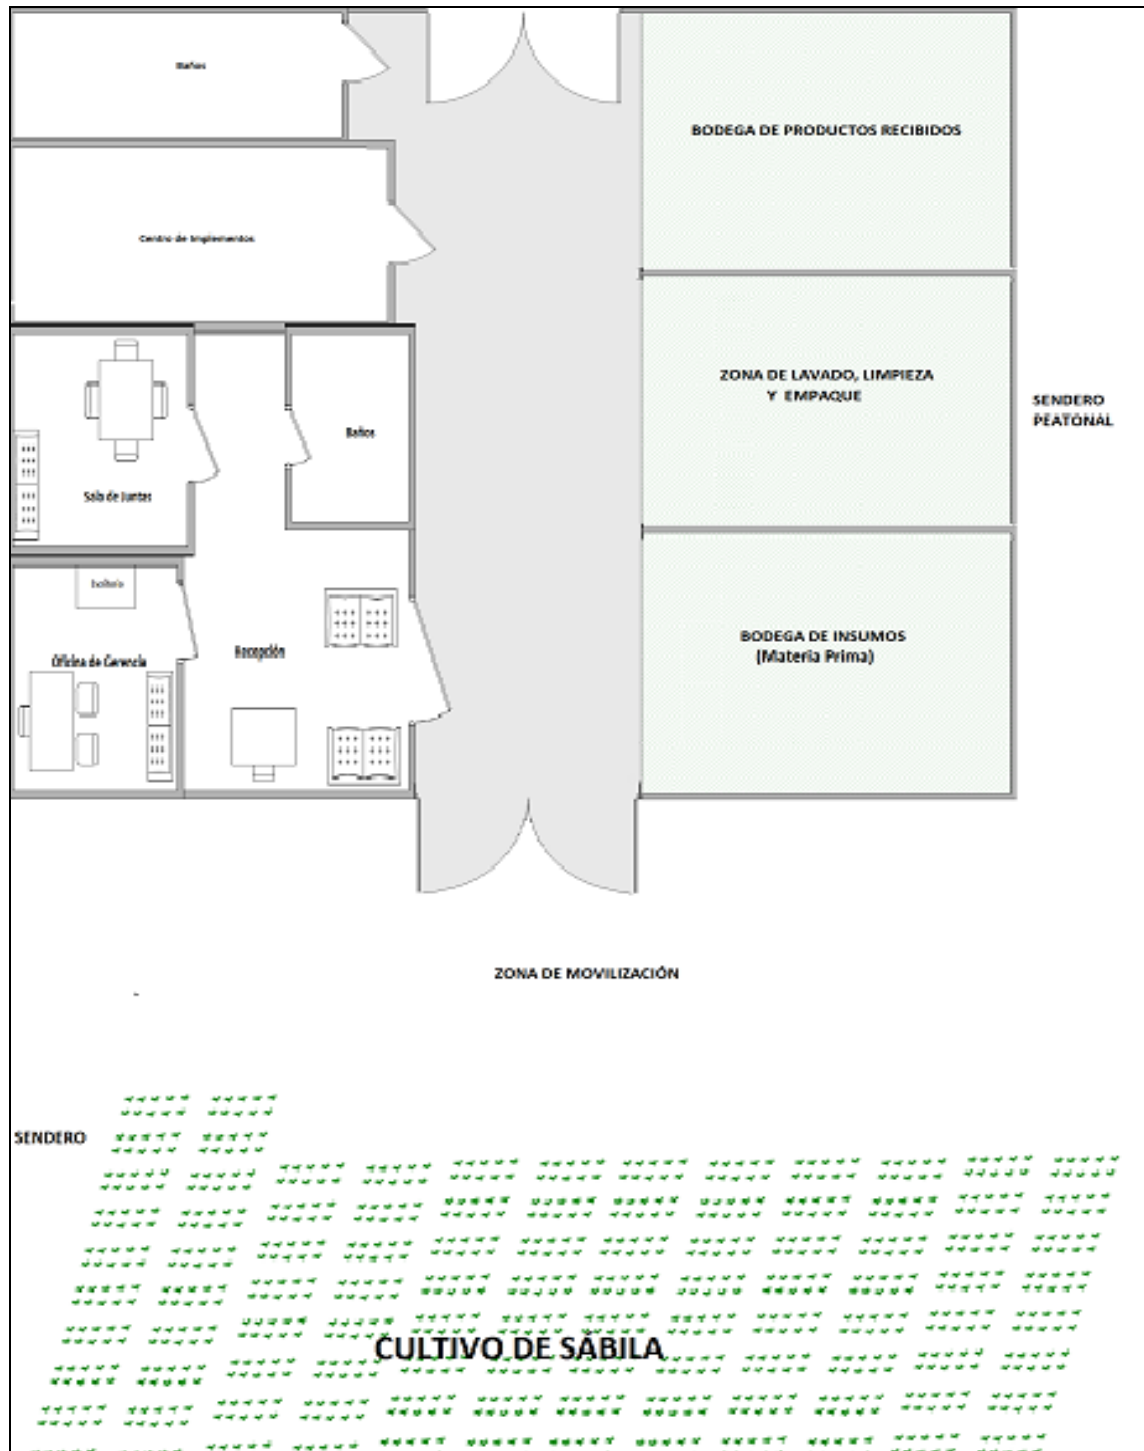 Baños
BODEGA DE PRODUCTOS RECIBIDOS
Centro de Implementos
ZONA DE LAVADO, LIMPIEZA
Y EMPAQUE
SENDERO
PEATONAL
Baños
Sala de Juntas
BODEGA DE INSUMOS
(Materia Prima)
Recepción
Oficina de Gerencia
ZONA DE MOVILIZACIÓN
SENDERO
CULTIVO DE SÁBILA